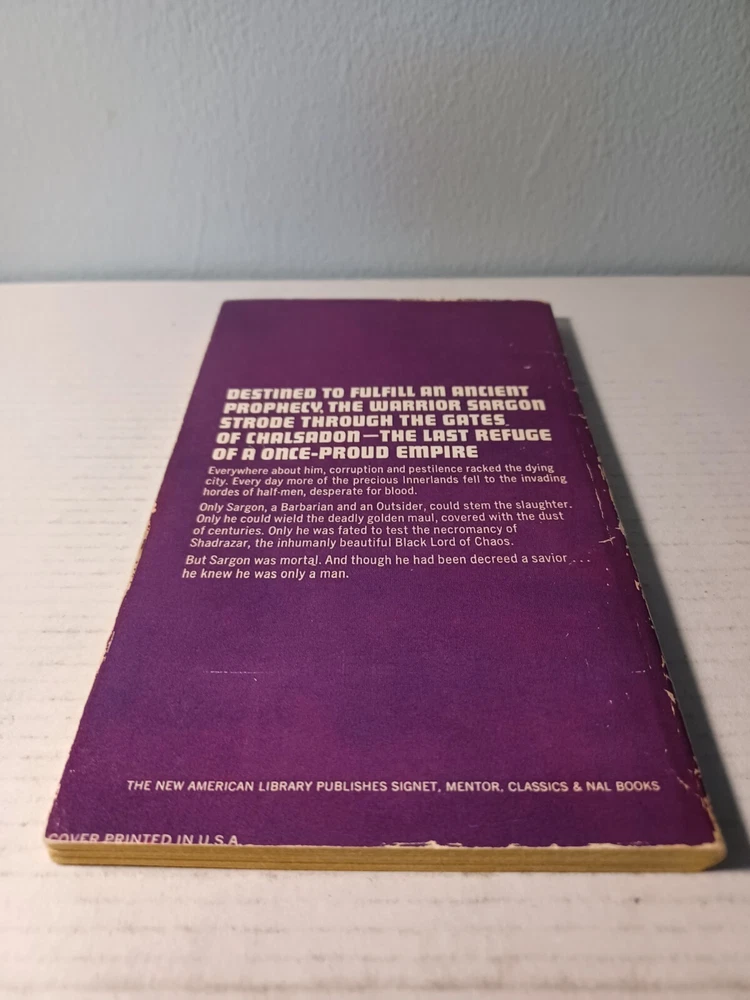 DESTINED TO FULFILL AN ANCIENT
PROPHECY, THE WARRIOR SARGON
STRODE THROUGH THE GATES
OF CHALSADON—THE LAST REFUGE
OF A ONCE-PROUD EMPIRE
Everywhere about him, corruption and pestilence racked the dying
city. Every day more of the precious Innerlands fell to the invading
hordes of half-men, desperate for blood.
Only Sargon, a Barbarian and an Outsider, could stem the slaughter.
Only he could wield the deadly golden maul, covered with the dust
of centuries. Only he was fated to test the necromancy of
Shadrazar, the inhumanly beautiful Black Lord of Chaos.
But Sargon was mortal. And though he had been decreed a savior . . .
he knew he was only a man.
THE NEW AMERICAN LIBRARY PUBLISHES SIGNET, MENTOR, CLASSICS & NAL BOOKS
COVER PRINTED IN U.S.A.